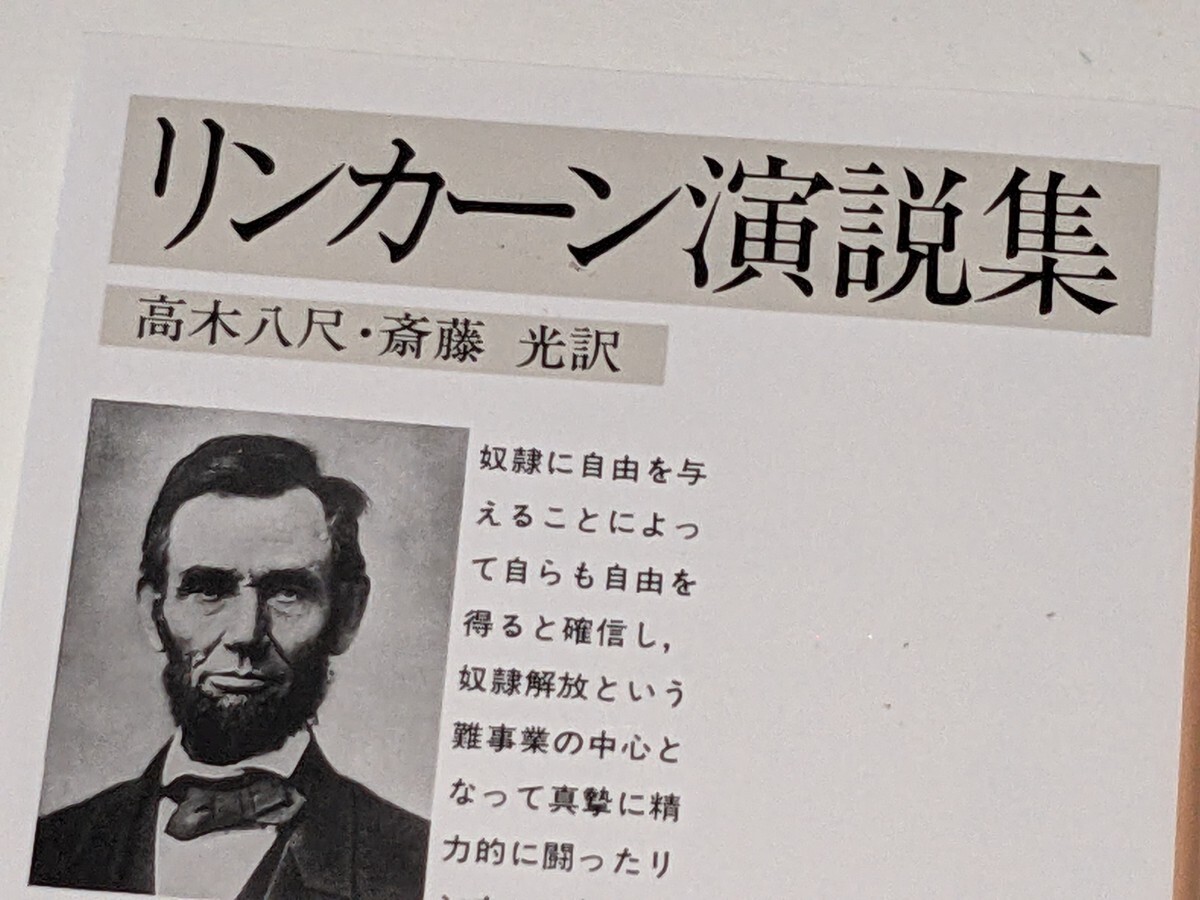 リンカーン演説集
高木八尺・斎藤 光訳
奴隷に自由を与
えることによっ
て自らも自由を
得ると確信し,
奴隷解放という
難事業の中心と
なって真摯に精
力的に闘ったリ